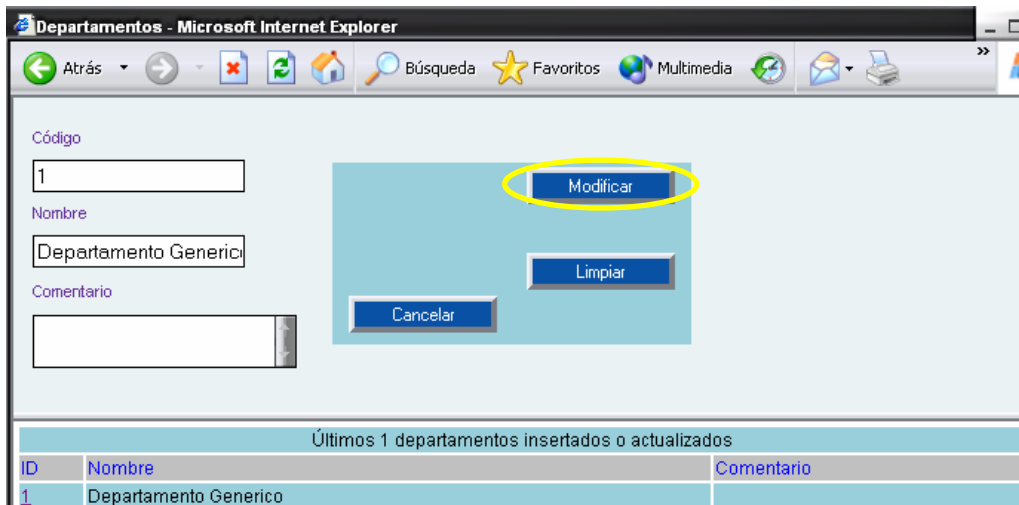 Departamentos - Microsoft Internet Explorer
Atrás Búsqueda Favoritos Multimedia »
Código
1
Modificar
Nombre
Departamento Generico
Limpiar
Comentario
Cancelar
Últimos 1 departamentos insertados o actualizados
ID Nombre Comentario
1 Departamento Generico